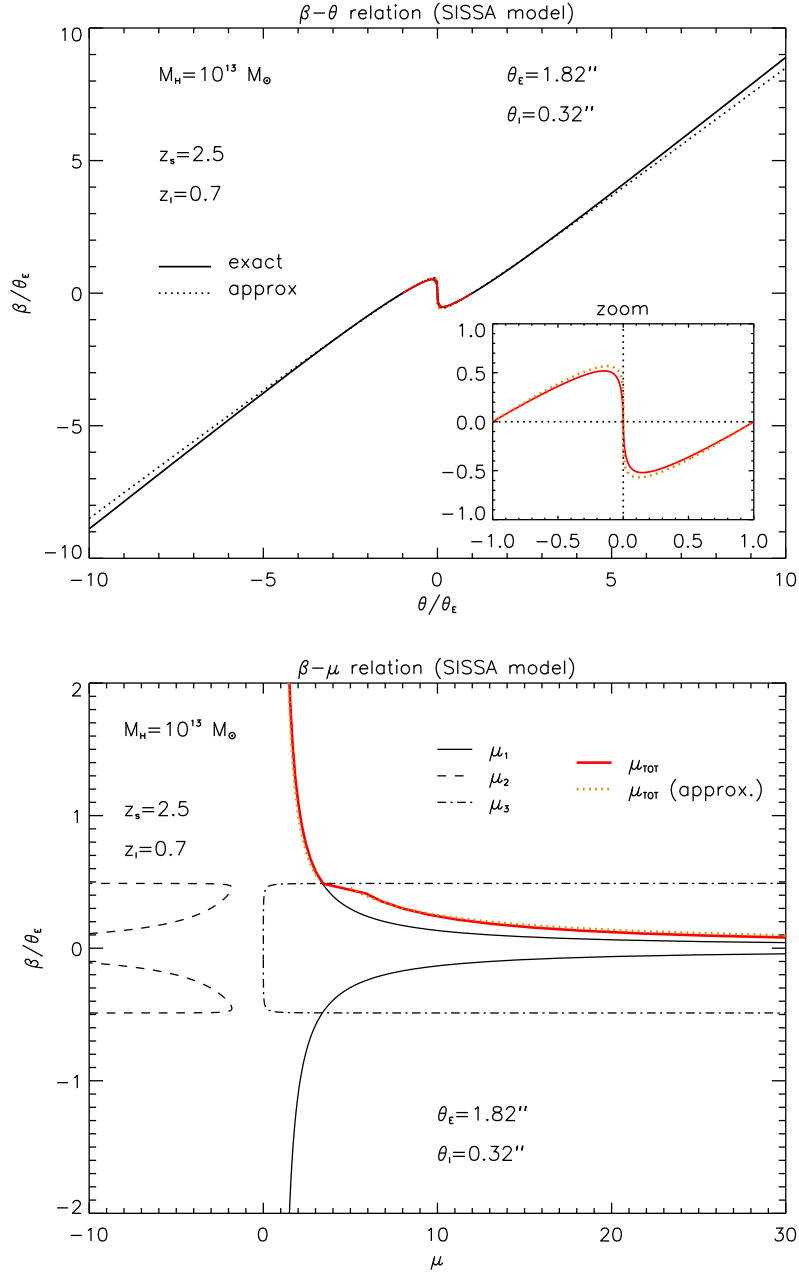 β−θ relation (SISSA model)
10
5
0
−5
−10
β/θ_E
M_H=10^13 M_⊙
z_s=2.5
z_l=0.7
exact
approx
θ_E=1.82″
θ_I=0.32″
zoom
1.0
0.5
0.0
−0.5
−1.0
−1.0 −0.5 0.0 0.5 1.0
−10 −5 0 5 10
θ/θ_E
β−μ relation (SISSA model)
2
1
0
−1
−2
β/θ_E
M_H=10^13 M_⊙
z_s=2.5
z_l=0.7
μ_1
μ_2
μ_3
μ_TOT
μ_TOT (approx.)
θ_E=1.82″
θ_I=0.32″
−10 0 10 20 30
μ